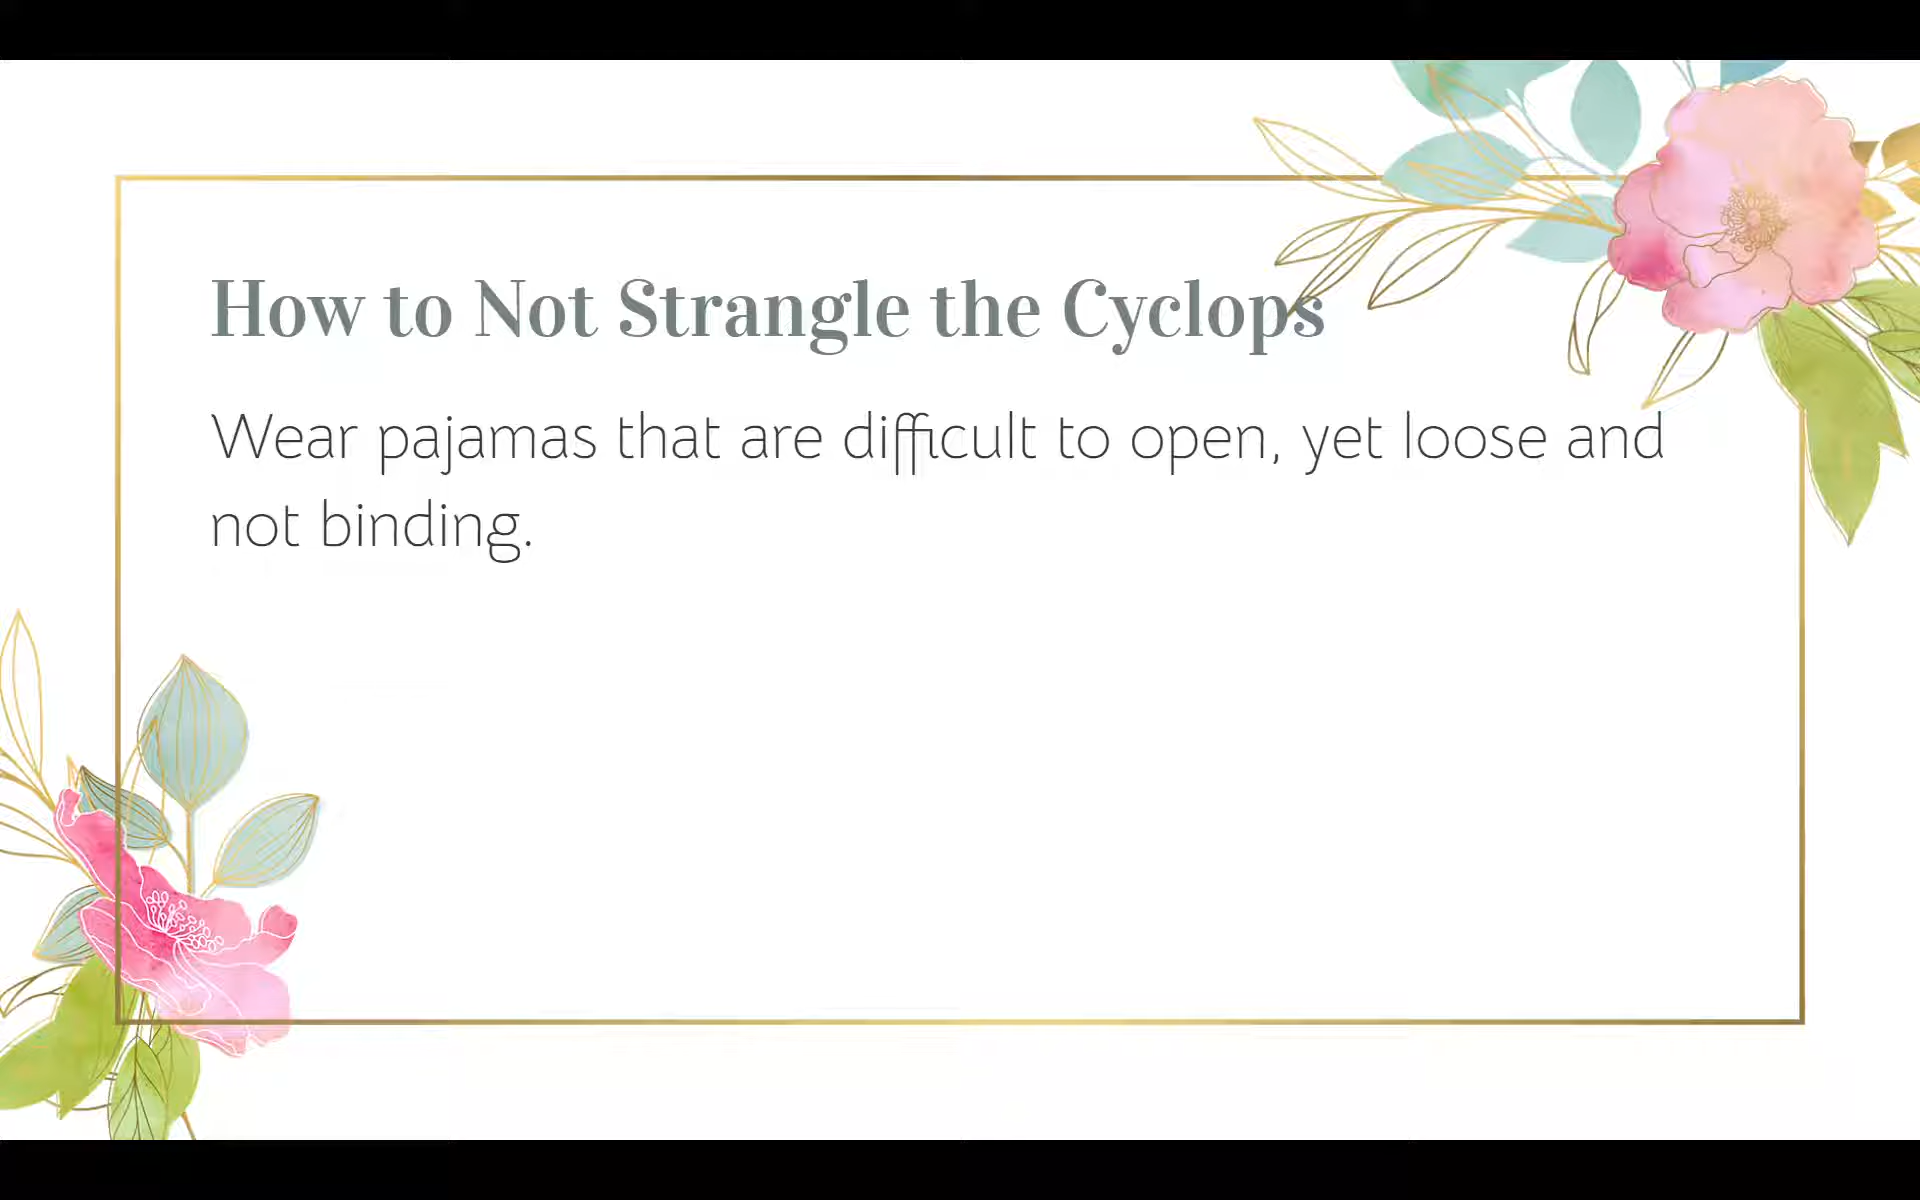 How to Not Strangle the Cyclops
Wear pajamas that are difficult to open, yet loose and
not binding.